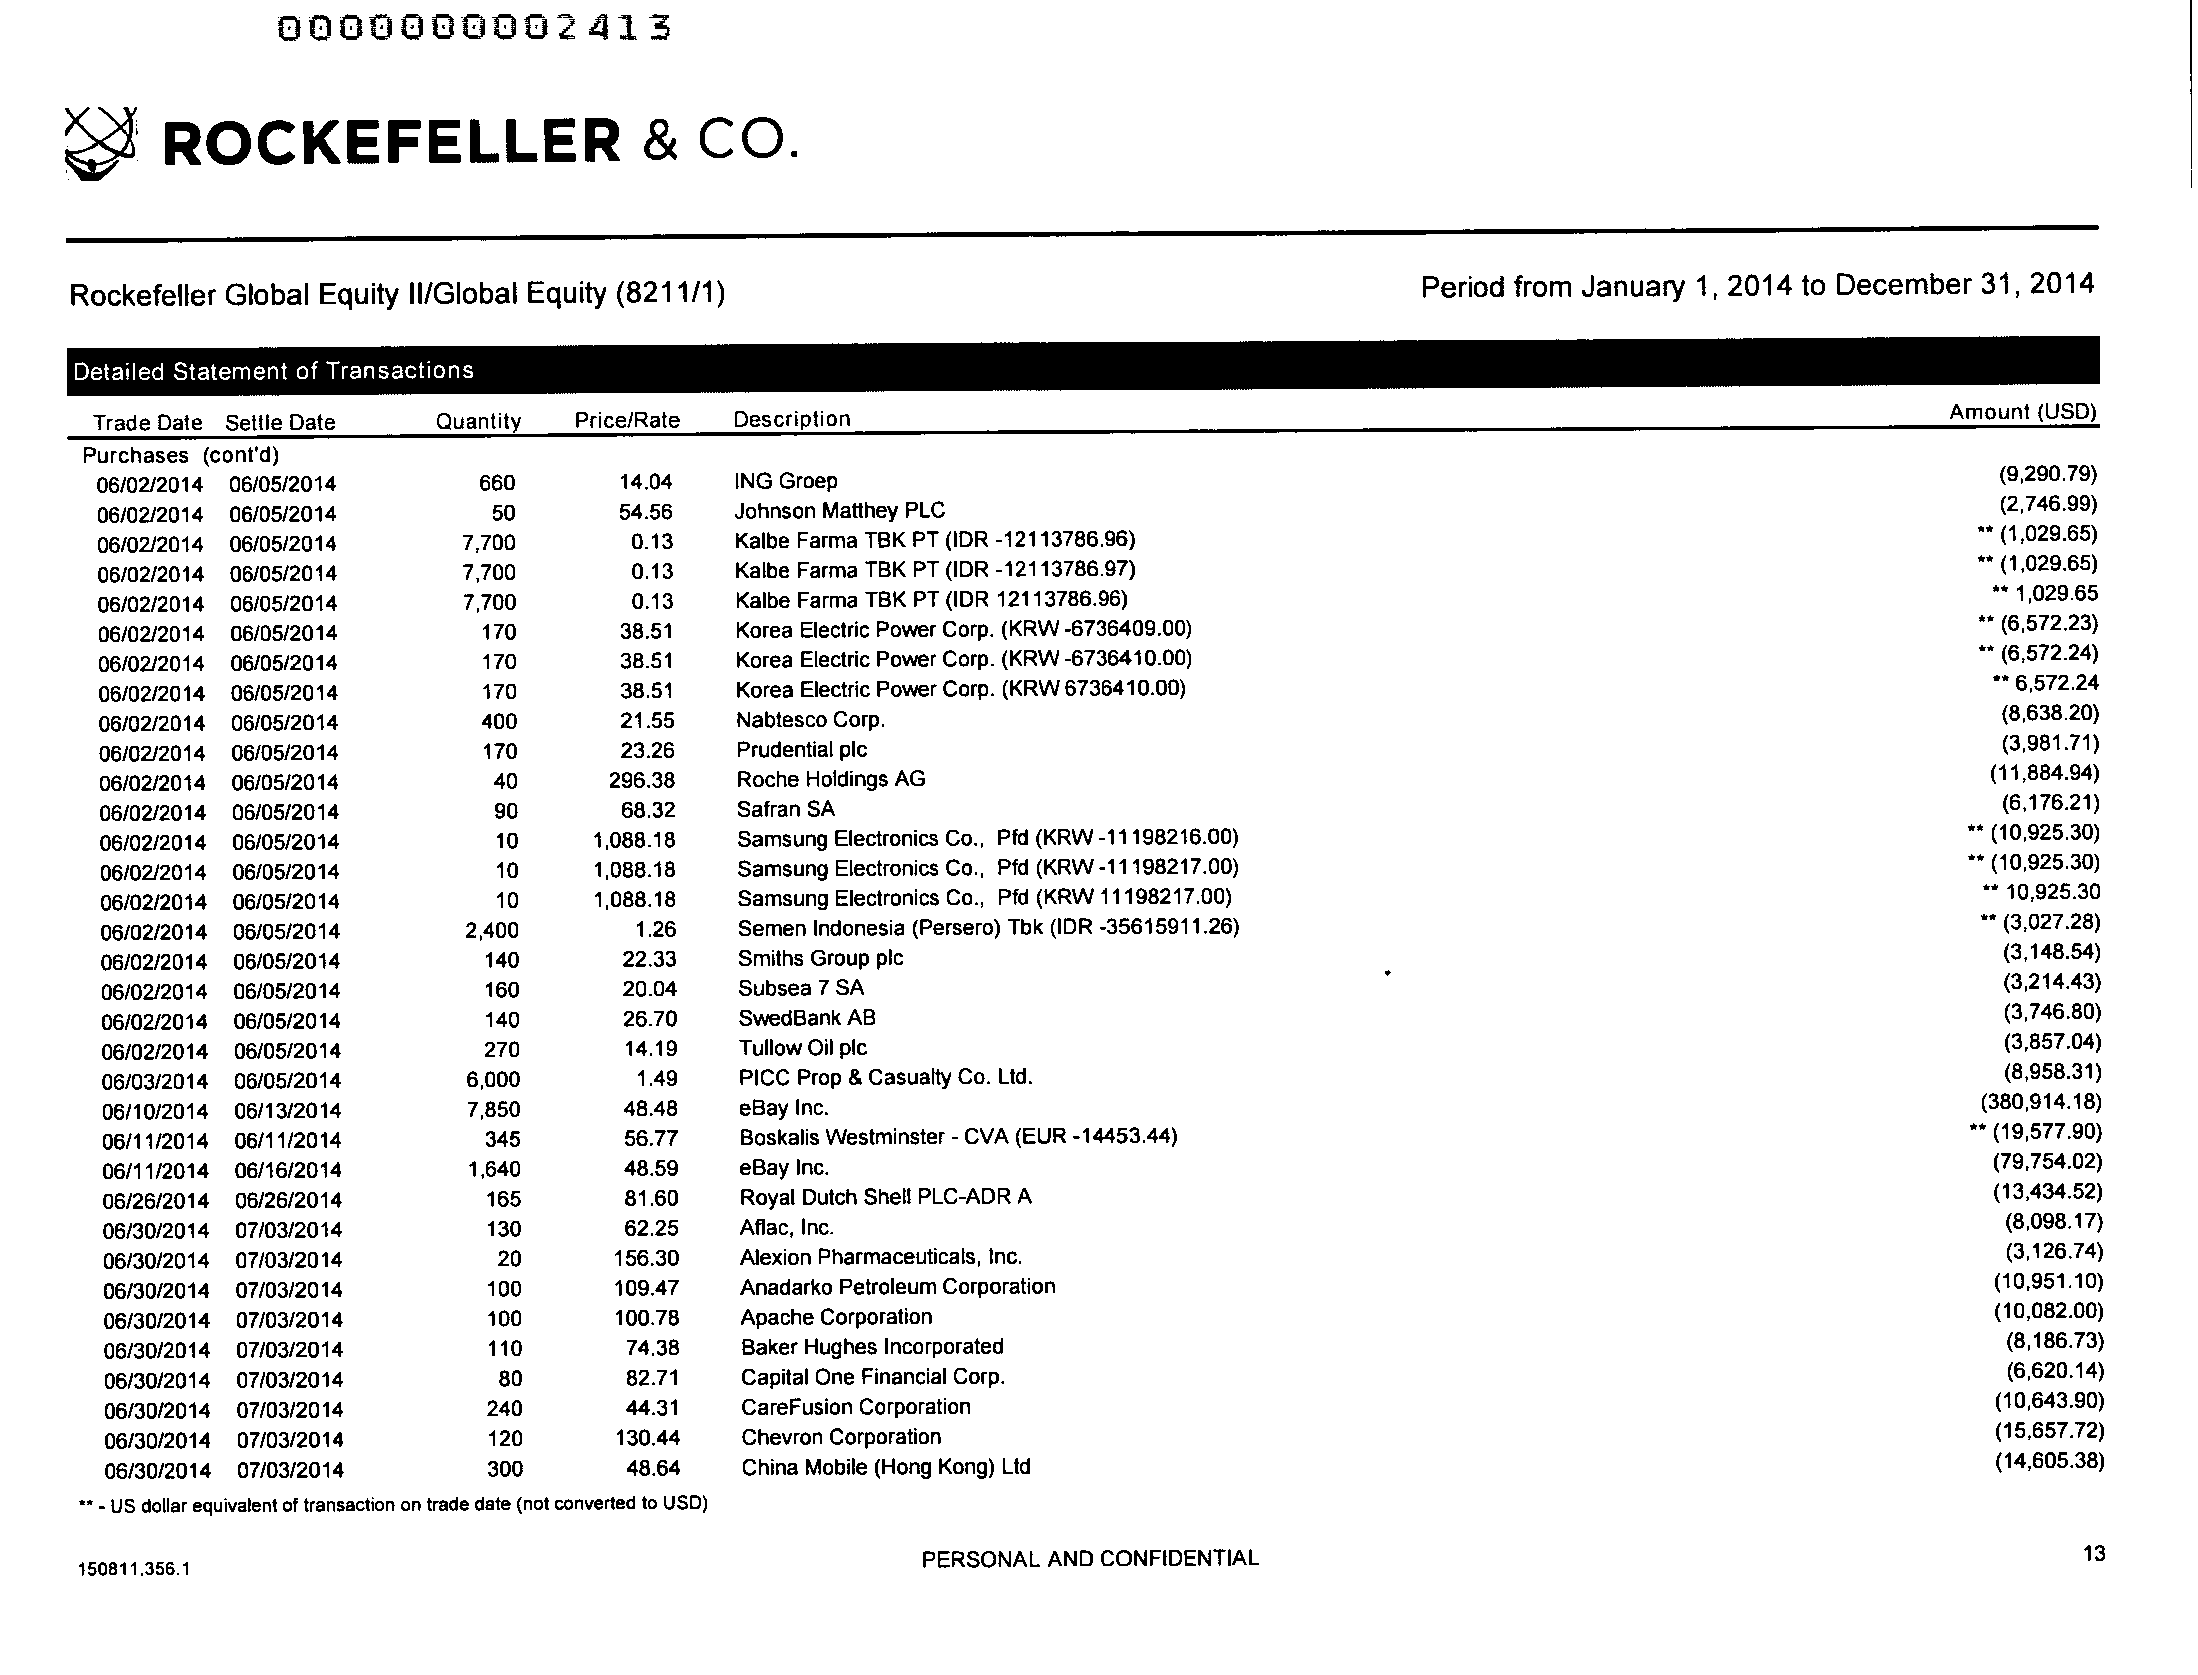 0000000002413
ROCKEFELLER & CO.
Rockefeller Global Equity II/Global Equity (8211/1) Period from January 1, 2014 to December 31, 2014
Detailed Statement of Transactions
Trade Date Settle Date Quantity Price/Rate Description Amount (USD)
Purchases (cont'd)
06/02/2014 06/05/2014 660 14.04 ING Groep (9,290.79)
06/02/2014 06/05/2014 50 54.56 Johnson Matthey PLC (2,746.99)
06/02/2014 06/05/2014 7,700 0.13 Kalbe Farma TBK PT (IDR -12113786.96) ** (1,029.65)
06/02/2014 06/05/2014 7,700 0.13 Kalbe Farma TBK PT (IDR -12113786.97) ** (1,029.65)
06/02/2014 06/05/2014 7,700 0.13 Kalbe Farma TBK PT (IDR 12113786.96) ** 1,029.65
06/02/2014 06/05/2014 170 38.51 Korea Electric Power Corp. (KRW -6736409.00) ** (6,572.23)
06/02/2014 06/05/2014 170 38.51 Korea Electric Power Corp. (KRW -6736410.00) ** (6,572.24)
06/02/2014 06/05/2014 170 38.51 Korea Electric Power Corp. (KRW 6736410.00) ** 6,572.24
06/02/2014 06/05/2014 400 21.55 Nabtesco Corp. (8,638.20)
06/02/2014 06/05/2014 170 23.26 Prudential plc (3,981.71)
06/02/2014 06/05/2014 40 296.38 Roche Holdings AG (11,884.94)
06/02/2014 06/05/2014 90 68.32 Safran SA (6,176.21)
06/02/2014 06/05/2014 10 1,088.18 Samsung Electronics Co., Pfd (KRW -11198216.00) ** (10,925.30)
06/02/2014 06/05/2014 10 1,088.18 Samsung Electronics Co., Pfd (KRW -11198217.00) ** (10,925.30)
06/02/2014 06/05/2014 10 1,088.18 Samsung Electronics Co., Pfd (KRW 11198217.00) ** 10,925.30
06/02/2014 06/05/2014 2,400 1.26 Semen Indonesia (Persero) Tbk (IDR -35615911.26) ** (3,027.28)
06/02/2014 06/05/2014 140 22.33 Smiths Group plc (3,148.54)
06/02/2014 06/05/2014 160 20.04 Subsea 7 SA (3,214.43)
06/02/2014 06/05/2014 140 26.70 SwedBank AB (3,746.80)
06/02/2014 06/05/2014 270 14.19 Tullow Oil plc (3,857.04)
06/03/2014 06/05/2014 6,000 1.49 PICC Prop & Casualty Co. Ltd. (8,958.31)
06/10/2014 06/13/2014 7,850 48.48 eBay Inc. (380,914.18)
06/11/2014 06/11/2014 345 56.77 Boskalis Westminster - CVA (EUR -14453.44) ** (19,577.90)
06/11/2014 06/16/2014 1,640 48.59 eBay Inc. (79,754.02)
06/26/2014 06/26/2014 165 81.60 Royal Dutch Shell PLC-ADR A (13,434.52)
06/30/2014 07/03/2014 130 62.25 Aflac, Inc. (8,098.17)
06/30/2014 07/03/2014 20 156.30 Alexion Pharmaceuticals, Inc. (3,126.74)
06/30/2014 07/03/2014 100 109.47 Anadarko Petroleum Corporation (10,951.10)
06/30/2014 07/03/2014 100 100.78 Apache Corporation (10,082.00)
06/30/2014 07/03/2014 110 74.38 Baker Hughes Incorporated (8,186.73)
06/30/2014 07/03/2014 80 82.71 Capital One Financial Corp. (6,620.14)
06/30/2014 07/03/2014 240 44.31 CareFusion Corporation (10,643.90)
06/30/2014 07/03/2014 120 130.44 Chevron Corporation (15,657.72)
06/30/2014 07/03/2014 300 48.64 China Mobile (Hong Kong) Ltd (14,605.38)
** - US dollar equivalent of transaction on trade date (not converted to USD)
150811.356.1 PERSONAL AND CONFIDENTIAL 13